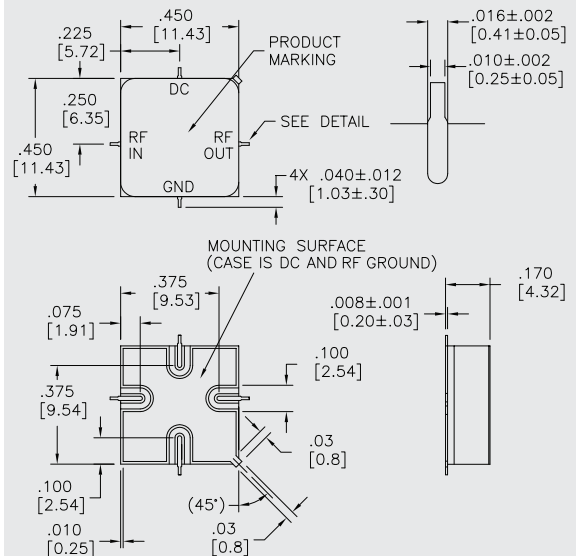 .450
[11.43]
.225
[5.72]
PRODUCT
MARKING
.016±.002
[0.41±0.05]
.010±.002
[0.25±0.05]
DC
.250
[6.35]
RF
IN
RF
OUT
SEE DETAIL
.450
[11.43]
GND
4X .040±.012
[1.03±.30]
MOUNTING SURFACE
(CASE IS DC AND RF GROUND)
.375
[9.53]
.170
[4.32]
.075
[1.91]
.008±.001
[0.20±.03]
.100
[2.54]
.375
[9.54]
.03
[0.8]
.100
[2.54]
(45°)
.010
[0.25]
.03
[0.8]